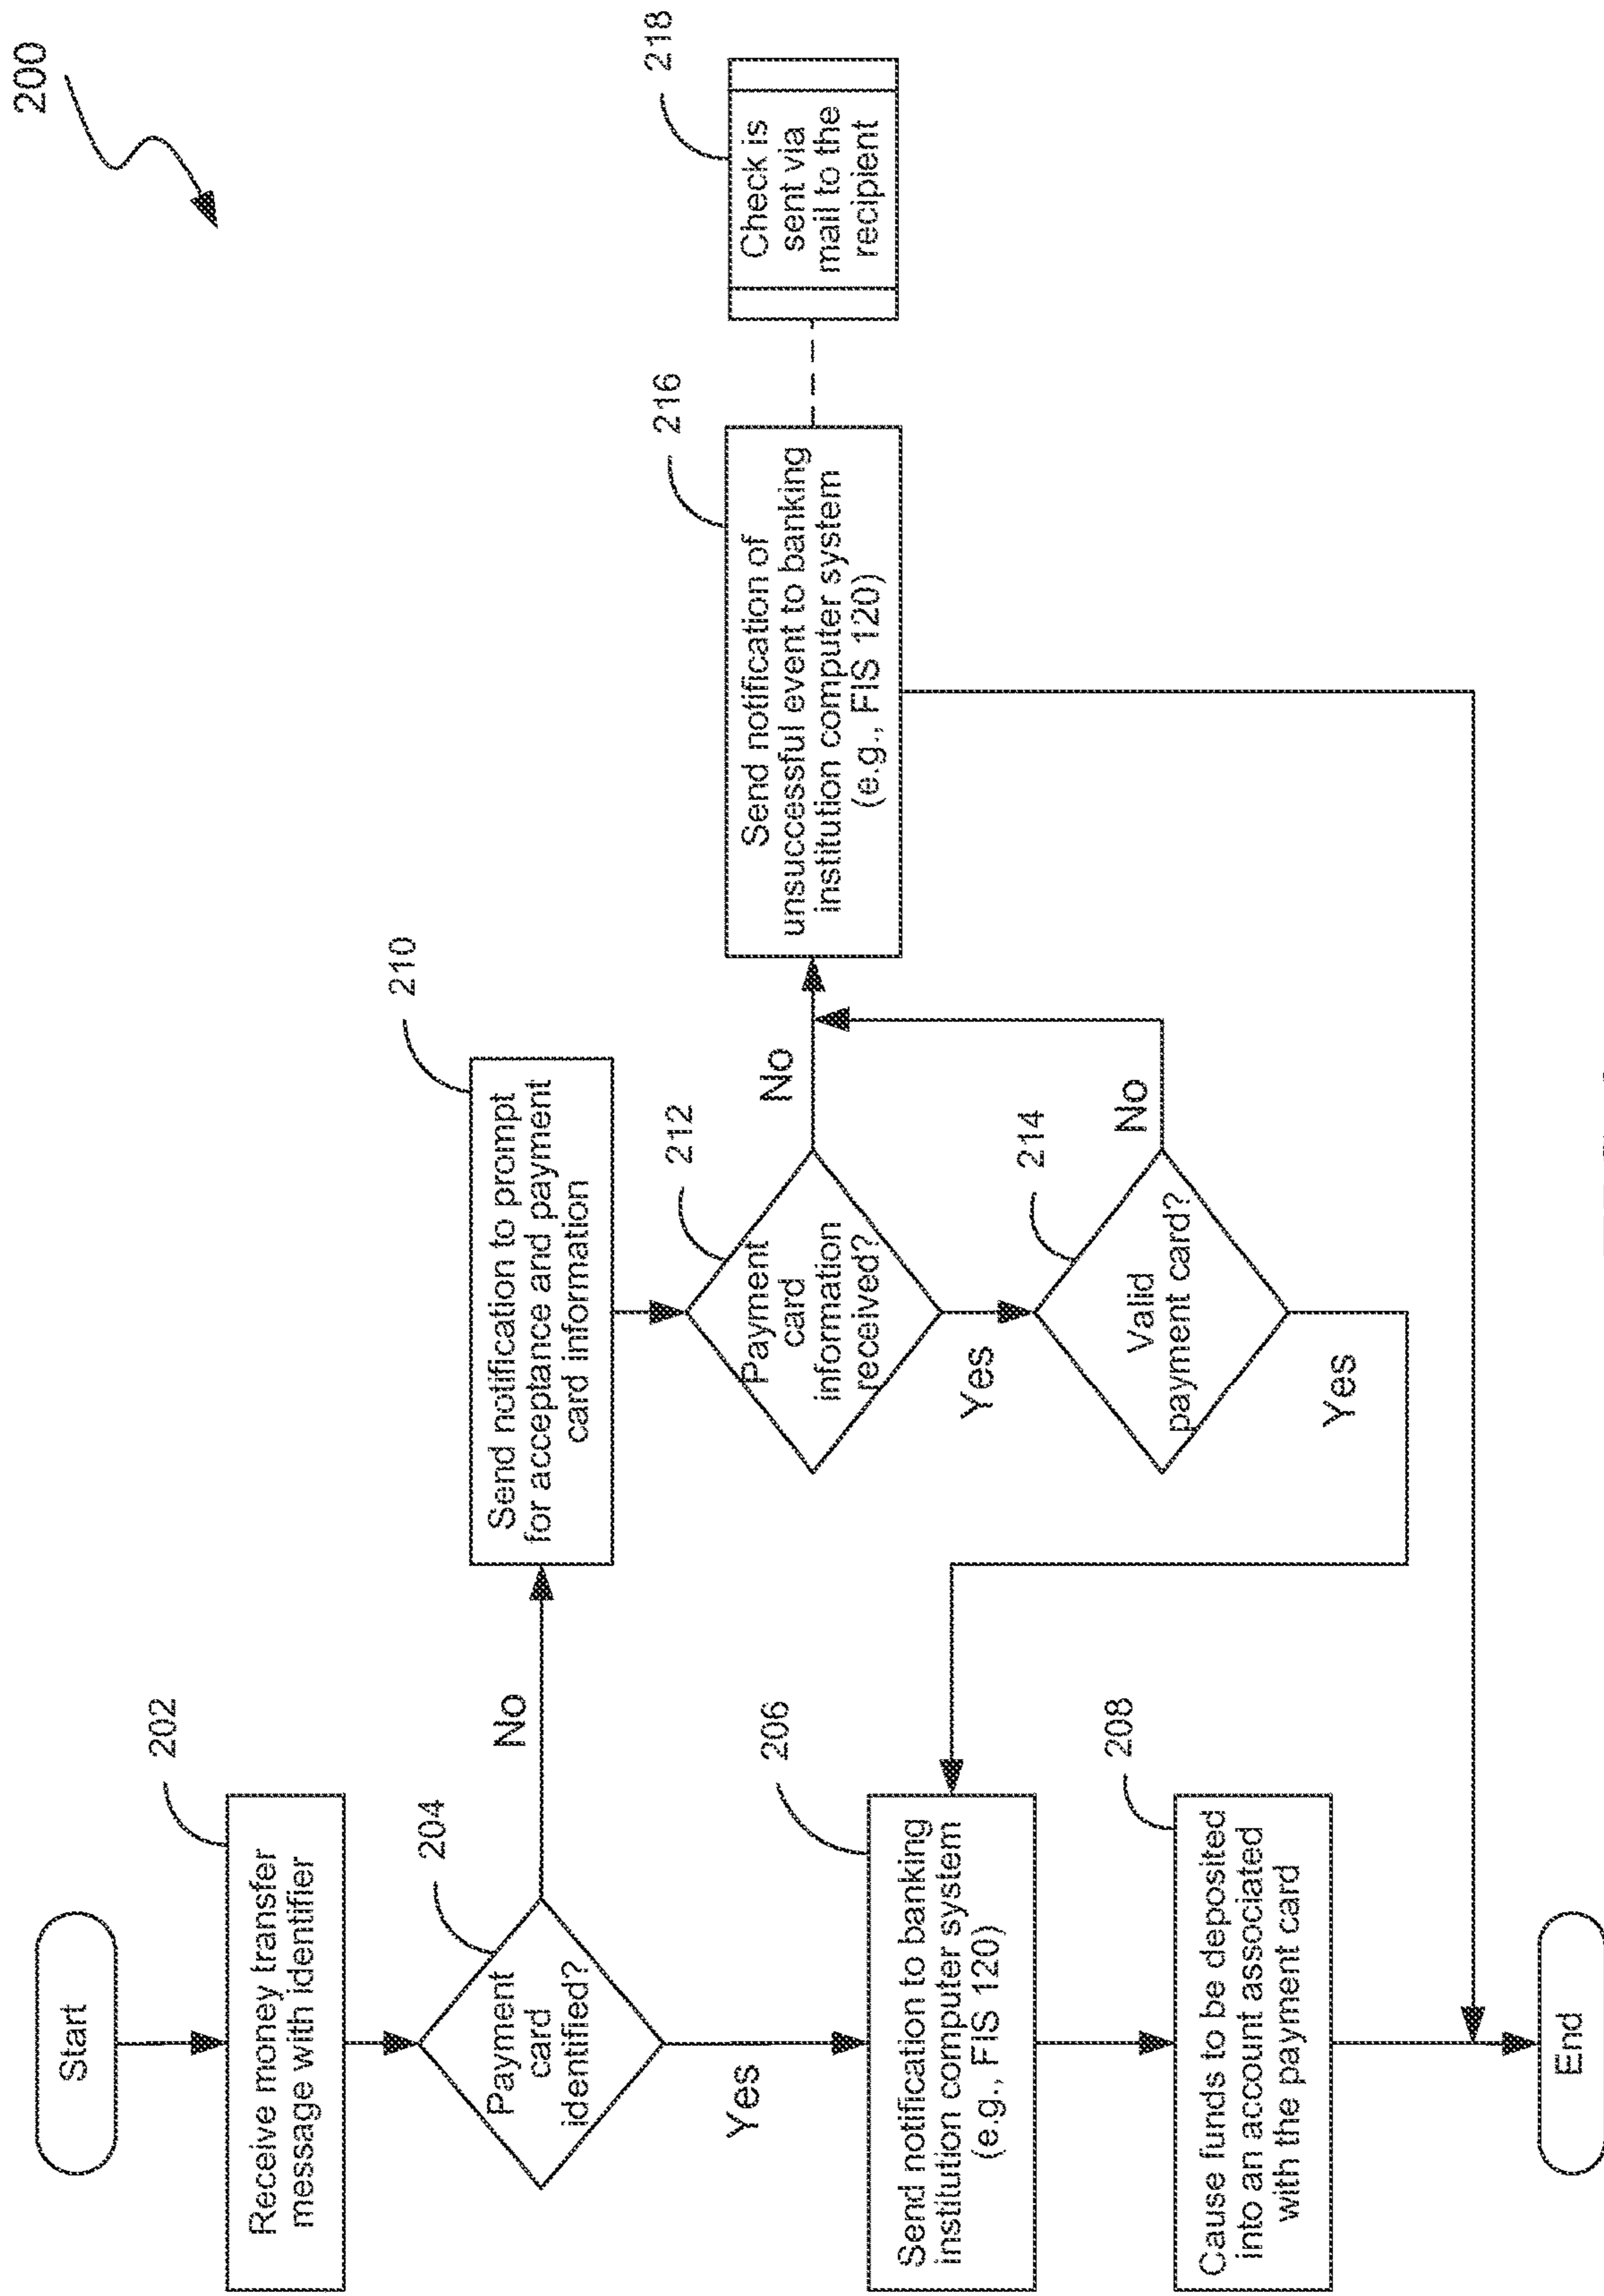 200
Start
202
Receive money transfer
message with identifier
204
Payment
card
identified?
No
Yes
210
Send notification to prompt
for acceptance and payment
card information
212
Payment
card
information
received?
No
Yes
214
Valid
payment card?
No
Yes
216
Send notification of
unsuccessful event to banking
institution computer system
(e.g., FIS 120)
218
Check is
sent via
mail to the
recipient
206
Send notification to banking
institution computer system
(e.g., FIS 120)
208
Cause funds to be deposited
into an account associated
with the payment card
End